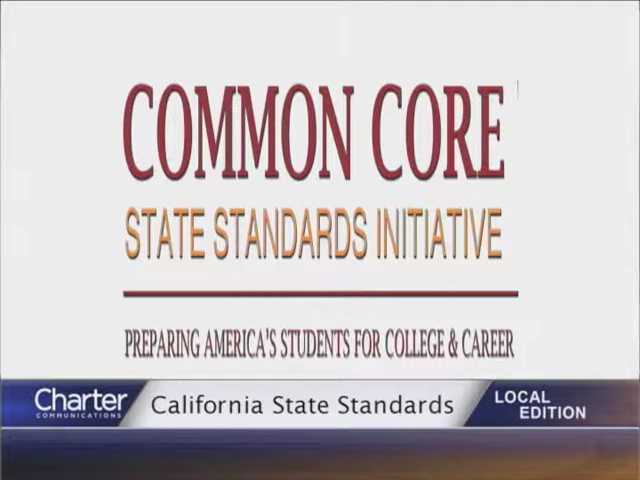 COMMON CORE
STATE STANDARDS INITIATIVE
PREPARING AMERICA'S STUDENTS FOR COLLEGE & CAREER
Charter
COMMUNICATIONS
California State Standards
LOCAL
EDITION